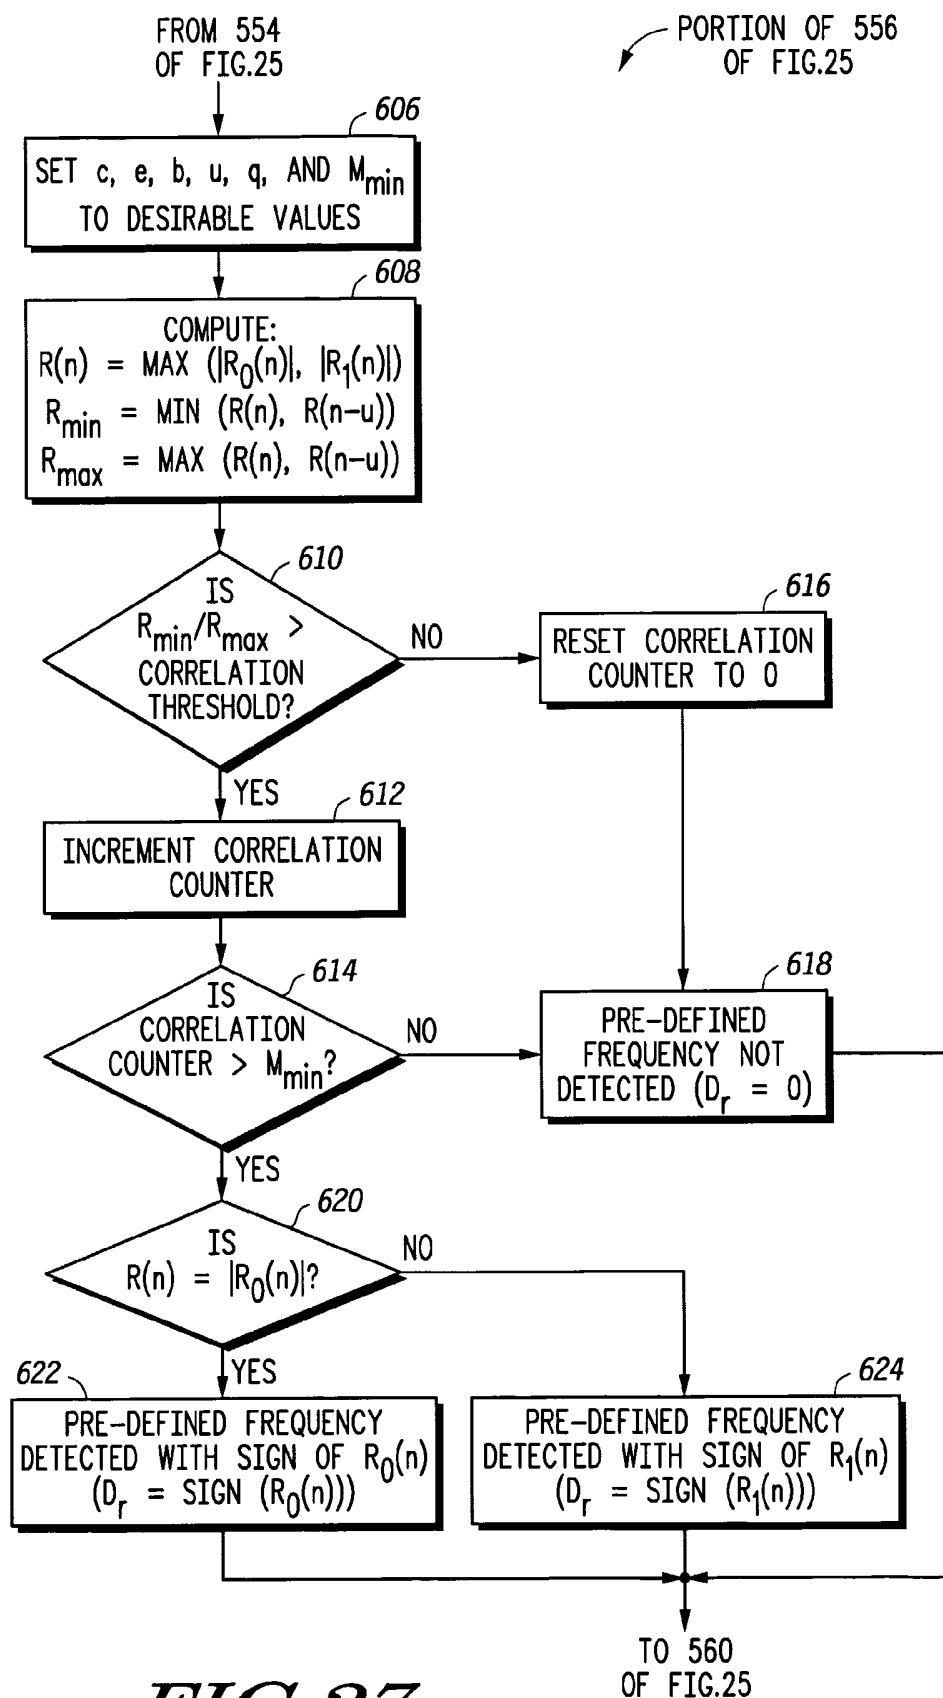 FROM 554
OF FIG.25
PORTION OF 556
OF FIG.25
606
SET c, e, b, u, q, AND Mmin
TO DESIRABLE VALUES
608
COMPUTE:
R(n) = MAX (|R0(n)|, |R1(n)|)
Rmin = MIN (R(n), R(n-u))
Rmax = MAX (R(n), R(n-u))
610
IS
Rmin/Rmax >
CORRELATION
THRESHOLD?
NO
616
RESET CORRELATION
COUNTER TO 0
YES
612
INCREMENT CORRELATION
COUNTER
614
IS
CORRELATION
COUNTER > Mmin?
NO
618
PRE-DEFINED
FREQUENCY NOT
DETECTED (Dr = 0)
YES
620
IS
R(n) = |R0(n)|?
NO
YES
622
PRE-DEFINED FREQUENCY
DETECTED WITH SIGN OF R0(n)
(Dr = SIGN (R0(n)))
624
PRE-DEFINED FREQUENCY
DETECTED WITH SIGN OF R1(n)
(Dr = SIGN (R1(n)))
TO 560
OF FIG.25
FIG.27